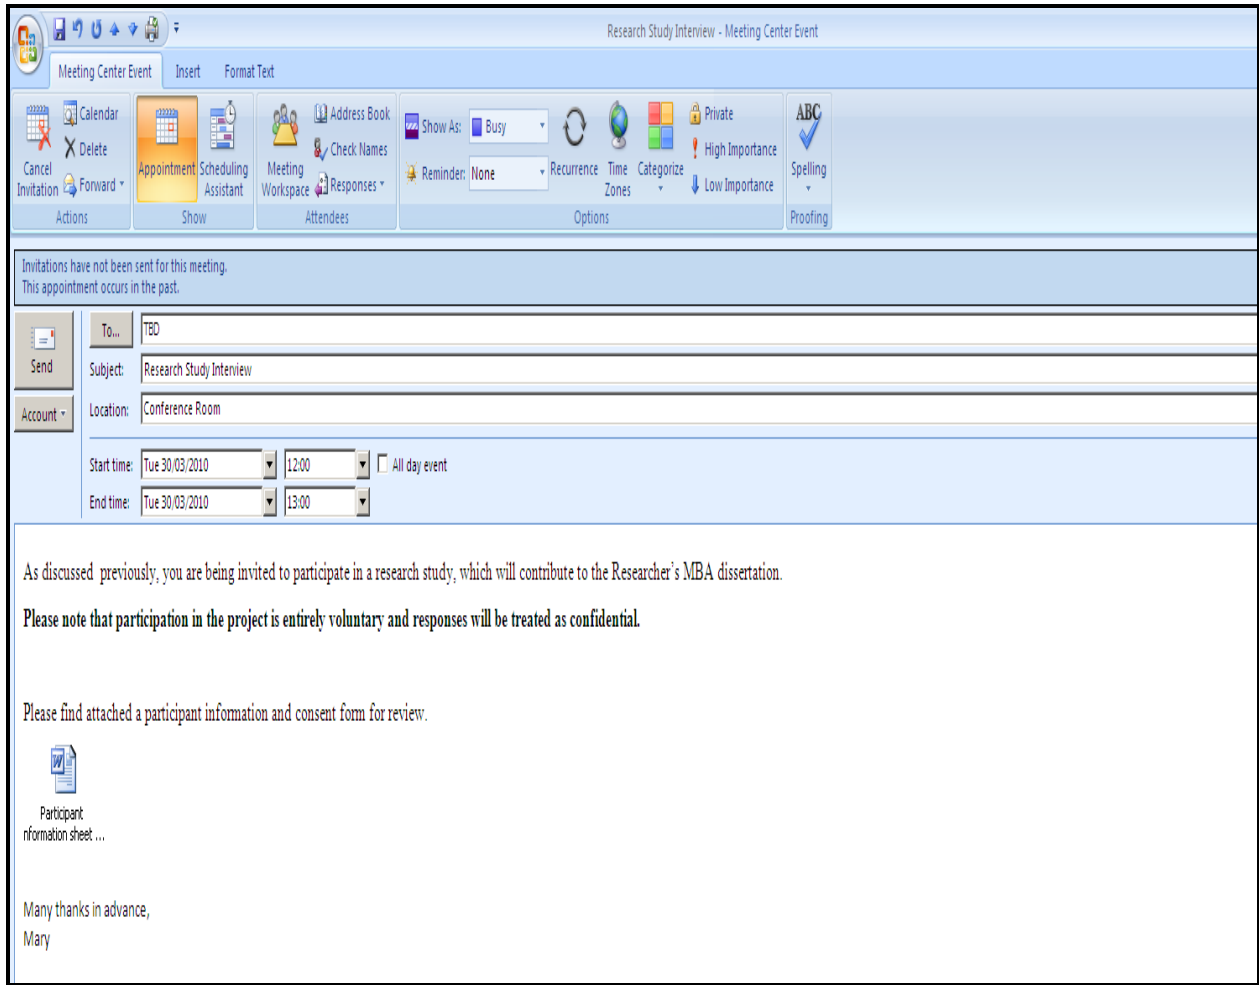 Research Study Interview - Meeting Center Event
Meeting Center Event Insert Format Text
Cancel Invitation
Calendar
Delete
Forward
Actions
Appointment
Scheduling Assistant
Show
Meeting Workspace
Address Book
Check Names
Responses
Attendees
Show As: Busy
Reminder: None
Recurrence
Time Zones
Categorize
Private
High Importance
Low Importance
Options
ABC
Spelling
Proofing
Invitations have not been sent for this meeting.
This appointment occurs in the past.
Send
Account
To... TBD
Subject: Research Study Interview
Location: Conference Room
Start time: Tue 30/03/2010 12:00 All day event
End time: Tue 30/03/2010 13:00
As discussed previously, you are being invited to participate in a research study, which will contribute to the Researcher's MBA dissertation.
Please note that participation in the project is entirely voluntary and responses will be treated as confidential.
Please find attached a participant information and consent form for review.
W
Participant
nformation sheet ...
Many thanks in advance,
Mary